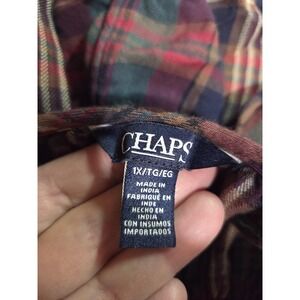 CHAPS
1X/TG/EG
MADE IN
INDIA
FABRIQUÉ EN
INDE
HECHO EN
INDIA
CON INSUMOS
IMPORTADOS